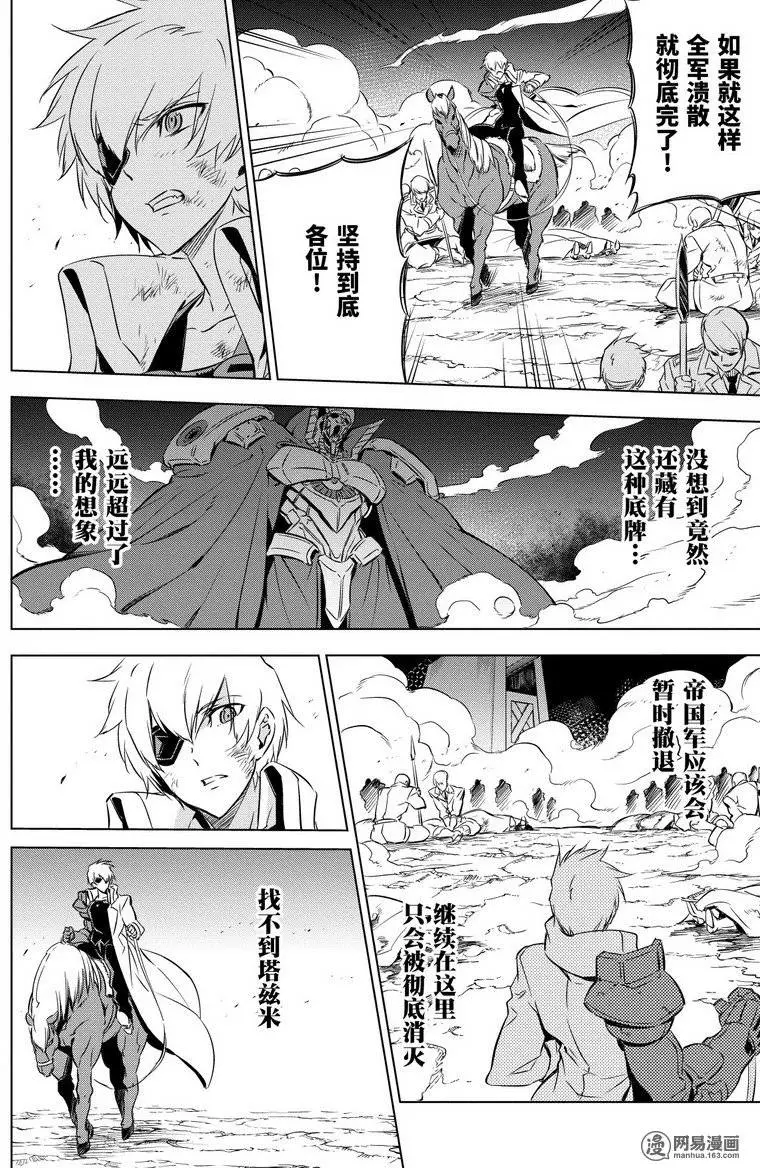 如果就这样
全军溃散
就彻底完了！
坚持到底
各位！
没想到竟然
还藏有
这种底牌…
远远超过了
我的想象
……
帝国军应该会
暂时撤退
继续在这里
只会被彻底消灭
找不到塔兹米
漫 网易漫画
manhua.163.com